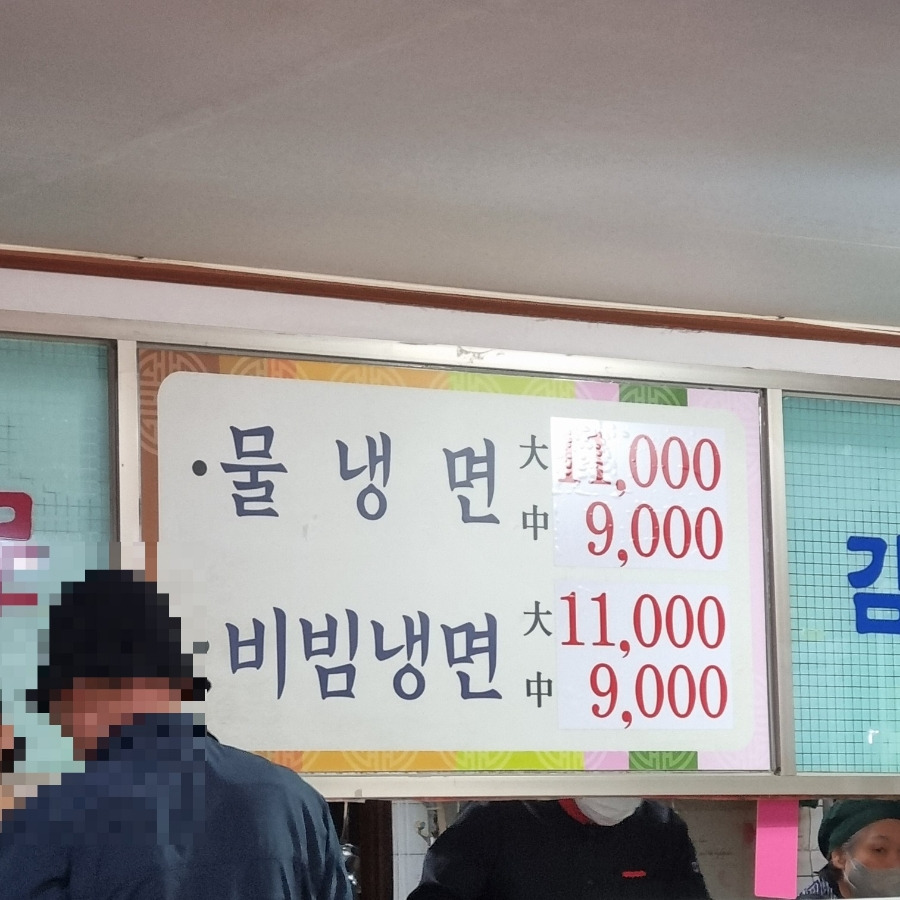 •물 냉 면 大 11,000
中 9,000
•비빔냉면 大 11,000
中 9,000